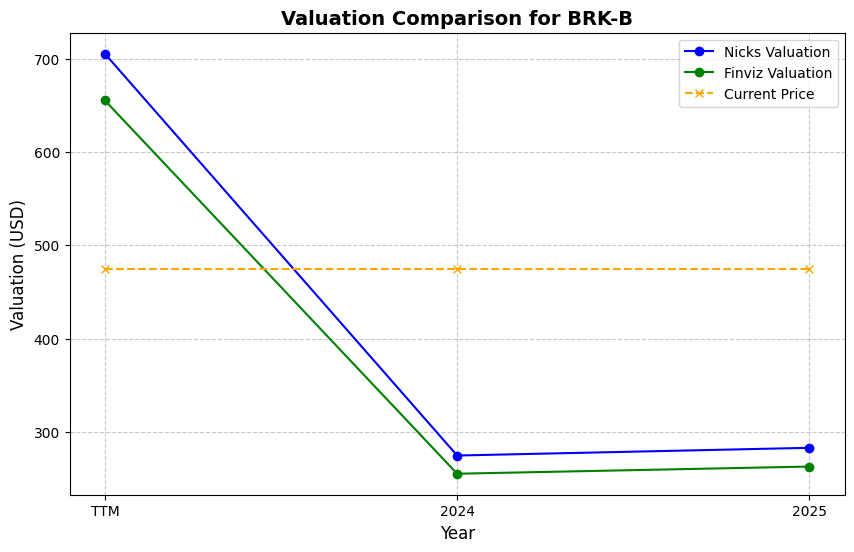 Valuation Comparison for BRK-B
Nicks Valuation
Finviz Valuation
Current Price
700
600
500
400
300
Valuation (USD)
TTM
2024
2025
Year